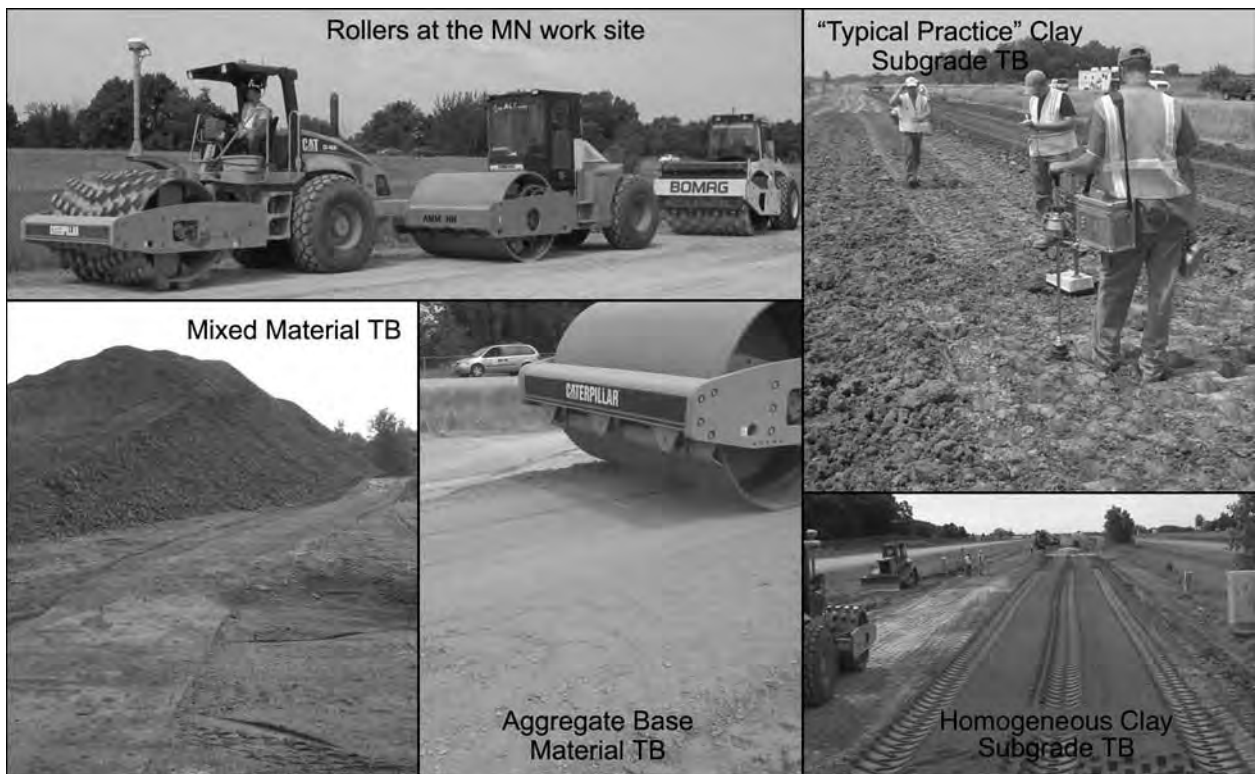 Rollers at the MN work site
CAT
CATERPILLAR
BOMAG
“Typical Practice” Clay
Subgrade TB
Mixed Material TB
CATERPILLAR
Aggregate Base
Material TB
Homogeneous Clay
Subgrade TB